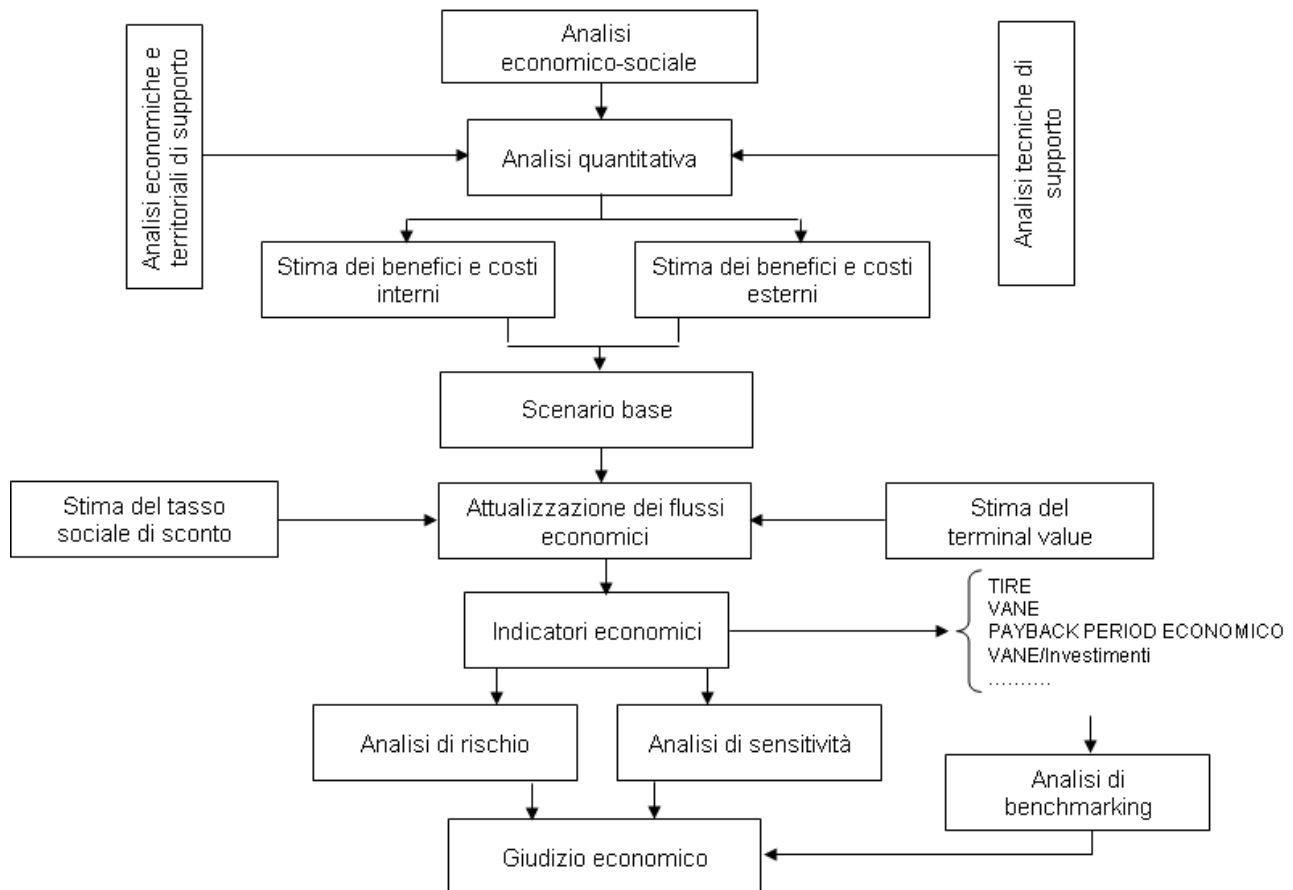 Analisi
economico-sociale
Analisi economiche e
territoriali di supporto
Analisi tecniche di
supporto
Analisi quantitativa
Stima dei benefici e costi
interni
Stima dei benefici e costi
esterni
Scenario base
Stima del tasso
sociale di sconto
Attualizzazione dei flussi
economici
Stima del
terminal value
Indicatori economici
TIRE
VANE
PAYBACK PERIOD ECONOMICO
VANE/Investimenti
..........
Analisi di rischio
Analisi di sensitività
Analisi di
benchmarking
Giudizio economico